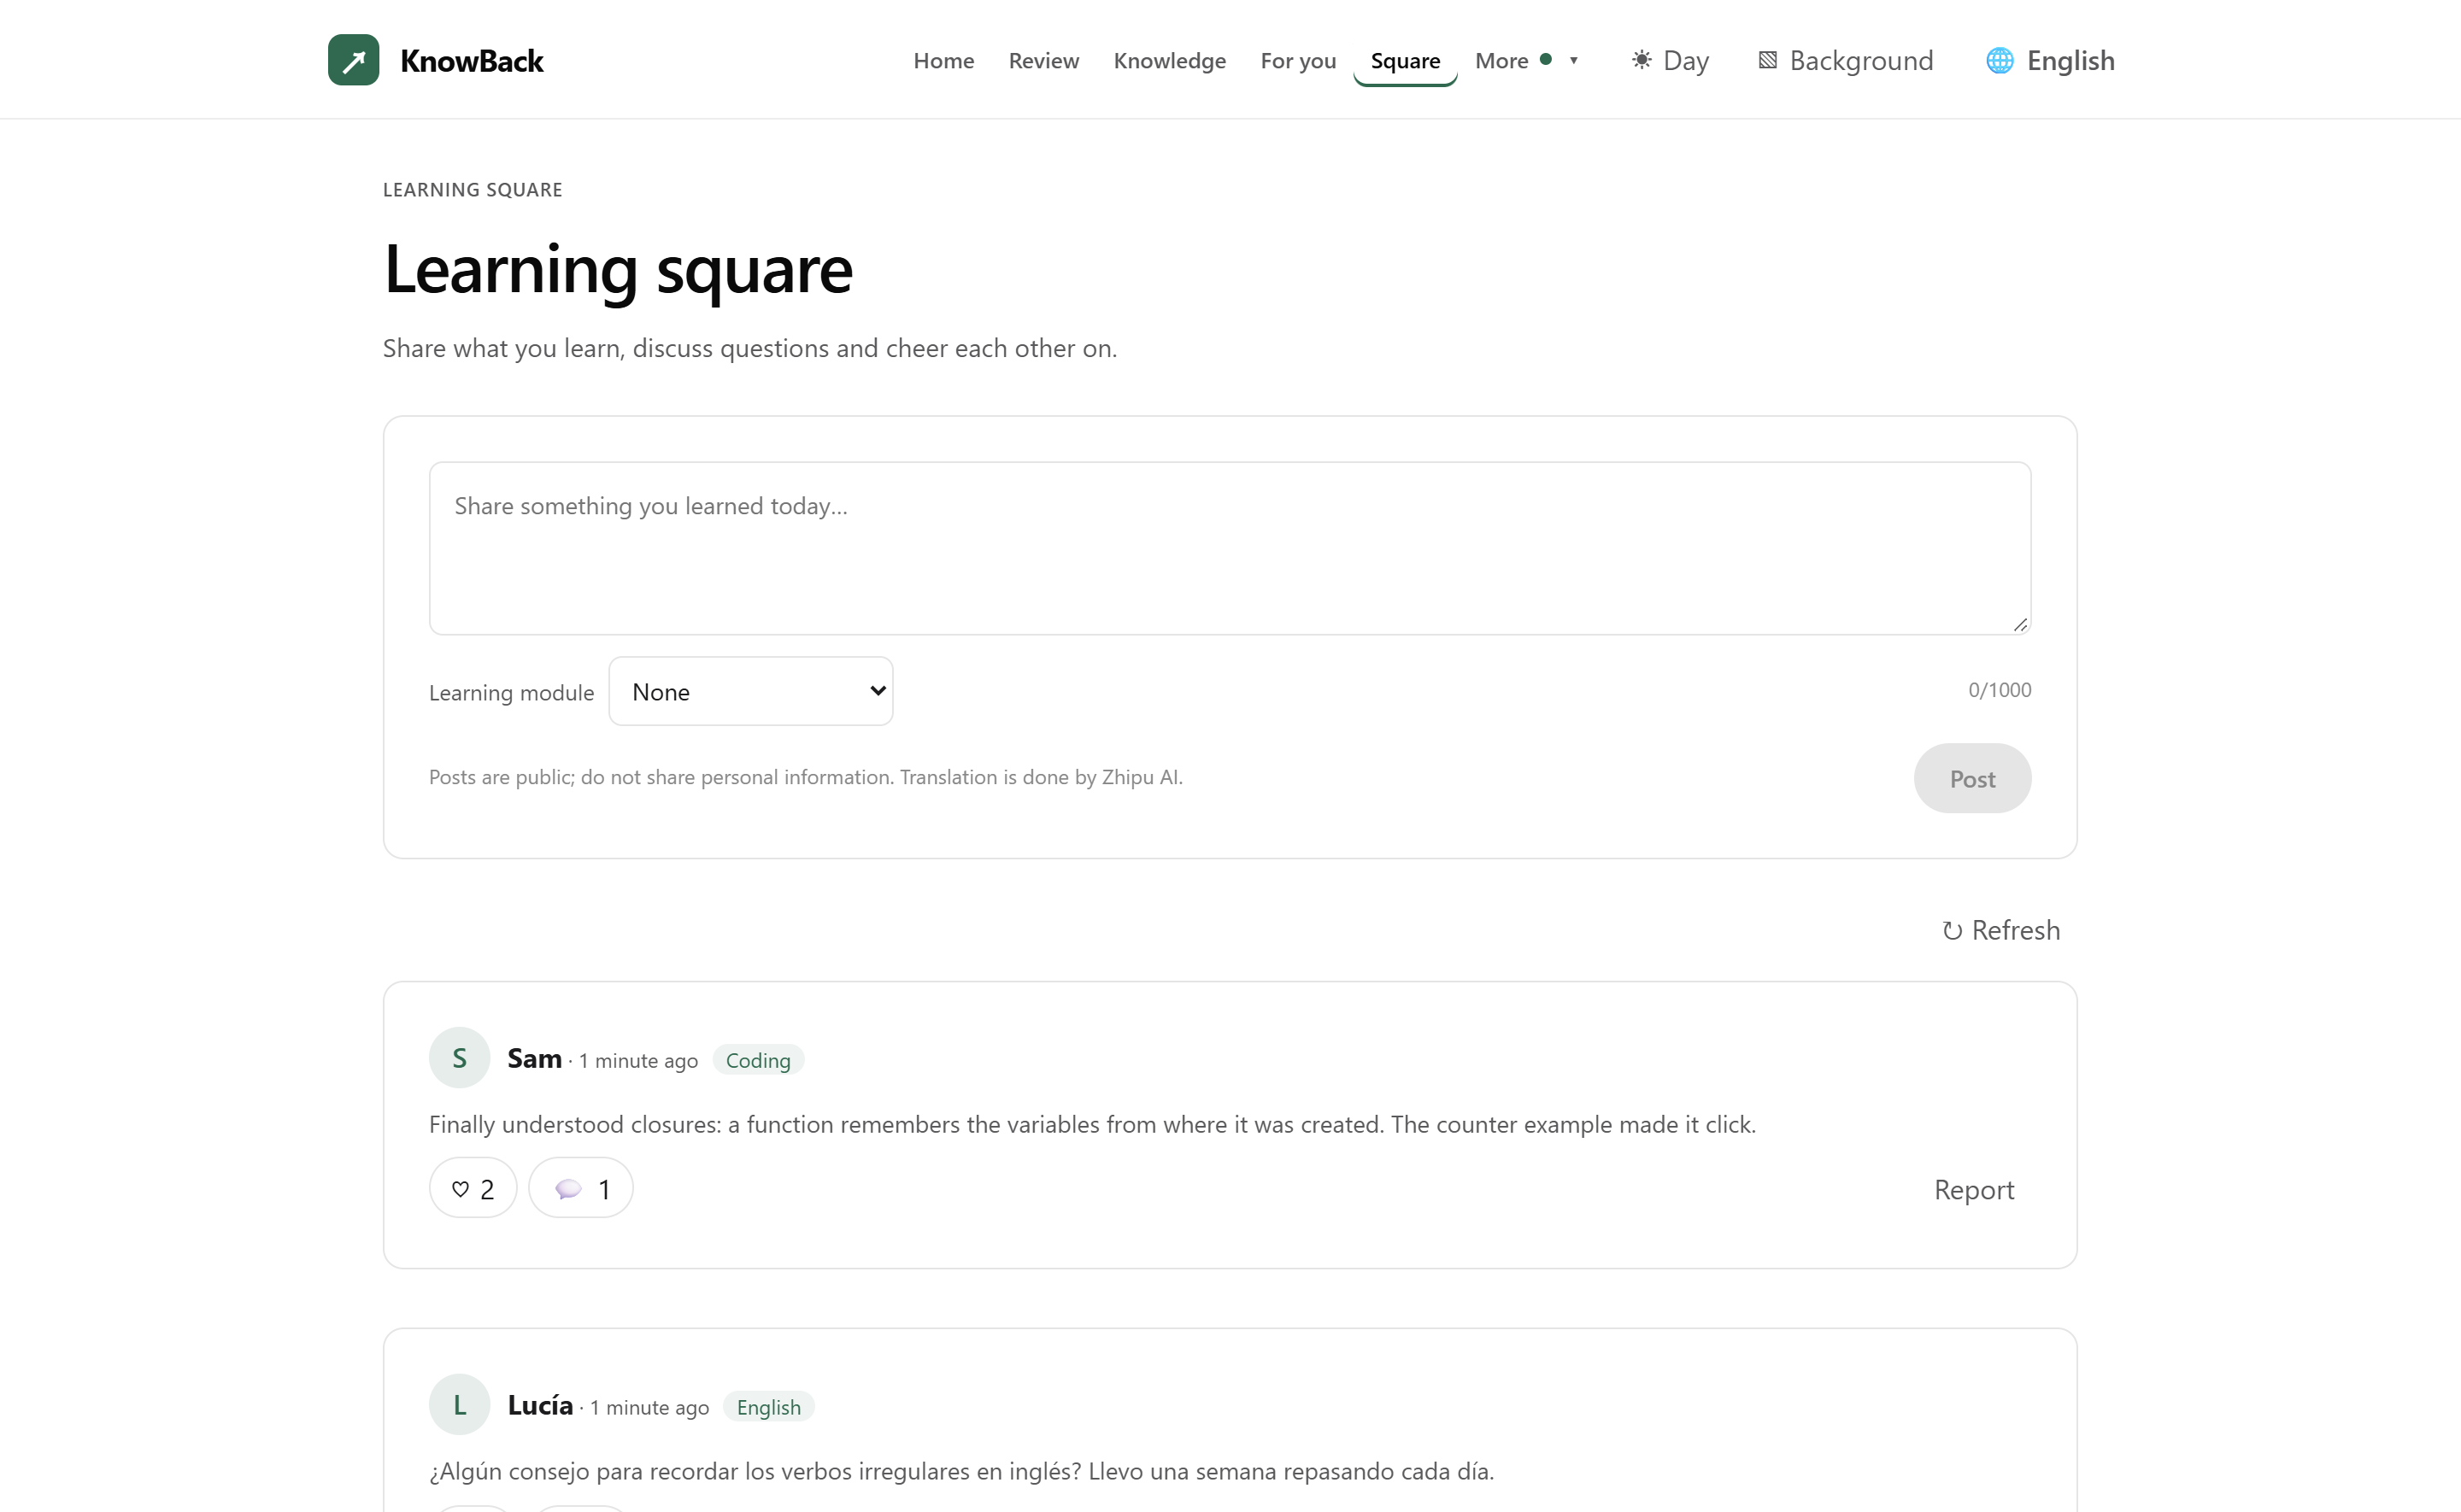 KnowBack
Home Review Knowledge For you Square More Day Background English
LEARNING SQUARE
Learning square
Share what you learn, discuss questions and cheer each other on.
Share something you learned today...
Learning module None 0/1000
Posts are public; do not share personal information. Translation is done by Zhipu AI. Post
↻ Refresh
S Sam · 1 minute ago Coding
Finally understood closures: a function remembers the variables from where it was created. The counter example made it click.
♡ 2 💬 1 Report
L Lucía · 1 minute ago English
¿Algún consejo para recordar los verbos irregulares en inglés? Llevo una semana repasando cada día.